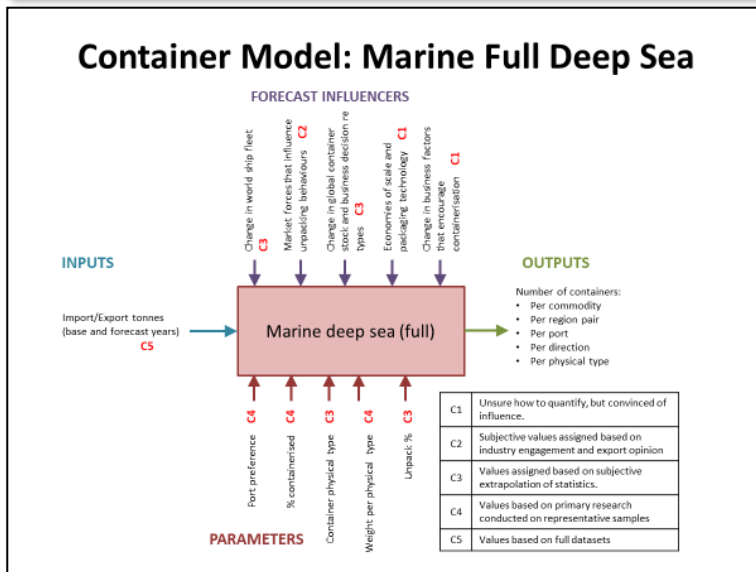 Container Model: Marine Full Deep Sea
FORECAST INFLUENCERS
Change in world ship fleet
C3
Market forces that influence
unpacking behaviours C2
Change in global container
stock and business decision re
types C3
Economies of scale and
packaging technology C1
Change in business factors
that encourage
containerisation C1
INPUTS
Import/Export tonnes
(base and forecast years)
C5
Marine deep sea (full)
OUTPUTS
Number of containers:
• Per commodity
• Per region pair
• Per port
• Per direction
• Per physical type
Port preference C4
% containerised C4
Container physical type C3
Weight per physical type C4
Unpack % C3
PARAMETERS
C1 Unsure how to quantify, but convinced of
influence.
C2 Subjective values assigned based on
industry engagement and export opinion
C3 Values assigned based on subjective
extrapolation of statistics.
C4 Values based on primary research
conducted on representative samples
C5 Values based on full datasets